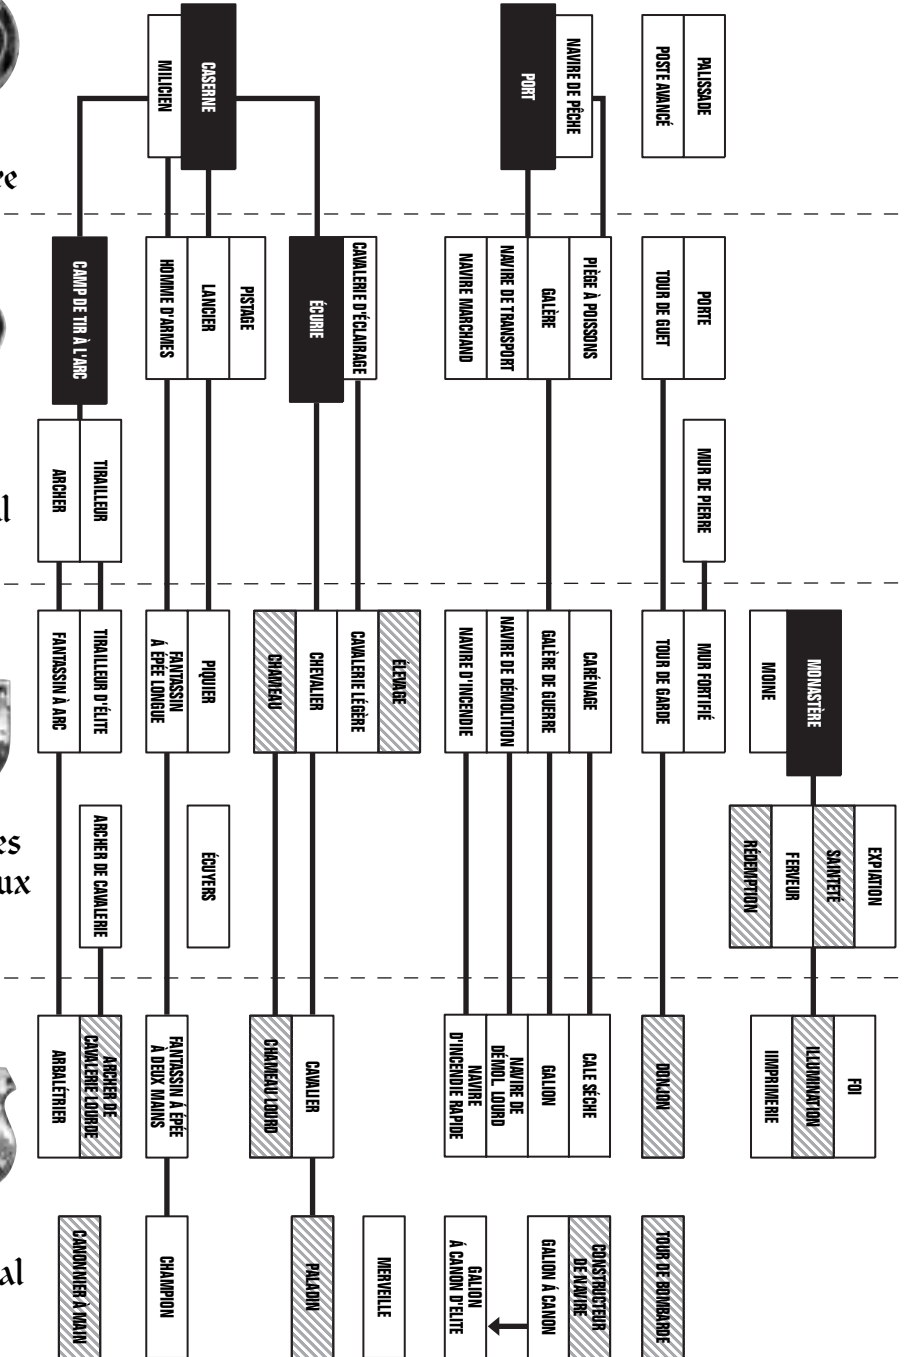 CASERNE
MILICIEN
PORT
NAVIRE DE PÊCHE
POSTE AVANCÉ
PALISSADE
CAMP DE TIR À L'ARC
HOMME D'ARMES
LANCIER
PISTAGE
ÉCURIE
CAVALERIE D'ÉCLAIRAGE
NAVIRE MARCHAND
NAVIRE DE TRANSPORT
GALÈRE
PIÈGE À POISSONS
TOUR DE GUET
PORTE
ARCHER
TIRAILLEUR
MUR DE PIERRE
FANTASSIN À ARC
TIRAILLEUR D'ÉLITE
FANTASSIN
Á ÉPÉE LONGUE
PIQUIER
CHAMEAU
CHEVALIER
CAVALERIE LÉGÈRE
ÉLEVAGE
NAVIRE D'INCENDIE
NAVIRE DE DÉMOLITION
GALÈRE DE GUERRE
CARÉNAGE
TOUR DE GARDE
MUR FORTIFIÉ
MOINE
MONASTÈRE
ARCHER DE CAVALERIE
ÉCUYERS
RÉDEMPTION
FERVEUR
SAINTETÉ
EXPIATION
ARBALÉTRIER
ARCHER DE
CAVALERIE LOURDE
FANTASSIN Á ÉPÉE
À DEUX MAINS
CHAMEAU LOURD
CAVALIER
NAVIRE
D'INCENDIE RAPIDE
NAVIRE DE
DÉMOL LOURD
GALION
CALE SÉCHE
DONJON
IIMPRIMERIE
ILLUMINATION
FOI
CANONNIER À MAIN
CHAMPION
PALADIN
MERVEILLE
GALION
Á CANON D'ELITE
GALION Á CANON
CONSTRUCTEUR
DE NAVIRE
TOUR DE BOMBARDE